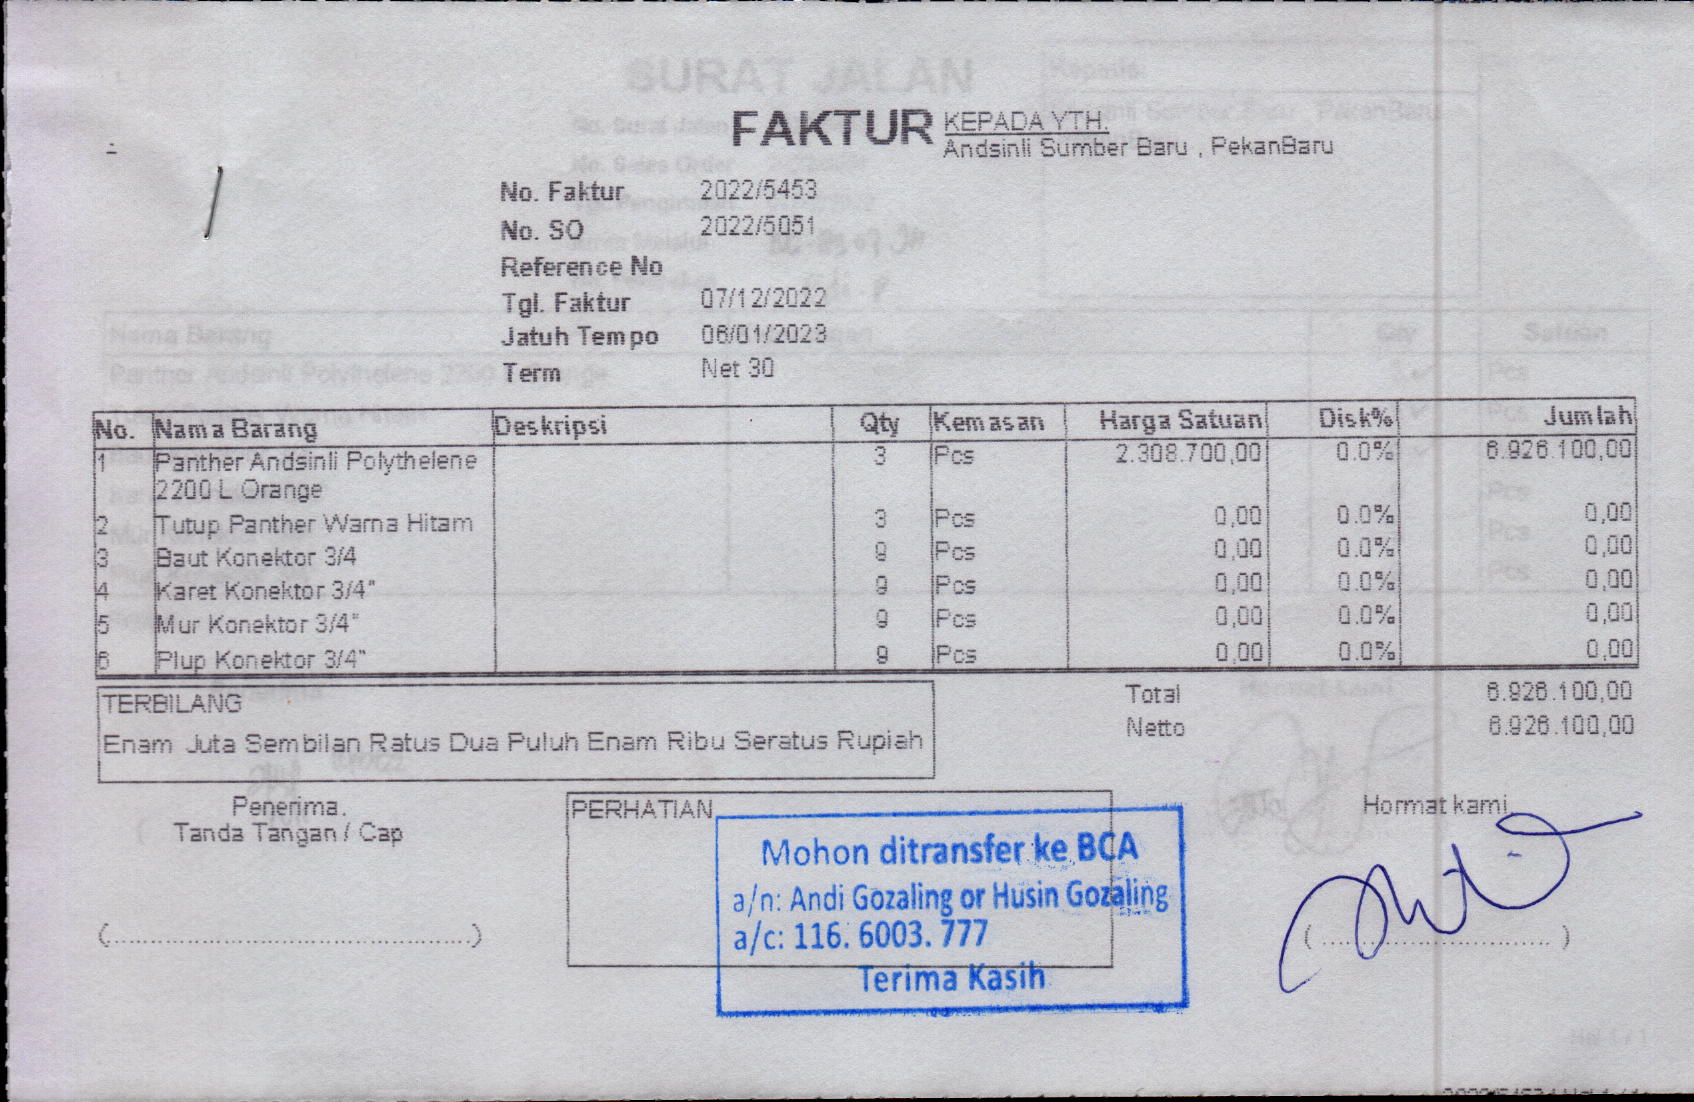 FAKTUR
KEPADA YTH.
Andsinli Sumber Baru , PekanBaru
No. Faktur 2022/5453
No. SO 2022/5051
Reference No
Tgl. Faktur 07/12/2022
Jatuh Tempo 06/01/2023
Term Net 30
No. Nama Barang Deskripsi Qty Kemasan Harga Satuan Disk% Jumlah
1 Panther Andsinli Polythelene 3 Pcs 2.308.700,00 0.0% 6.926.100,00
2200 L Orange
2 Tutup Panther Warna Hitam 3 Pcs 0,00 0.0% 0,00
3 Baut Konektor 3/4 9 Pcs 0,00 0.0% 0,00
4 Karet Konektor 3/4" 9 Pcs 0,00 0.0% 0,00
5 Mur Konektor 3/4" 9 Pcs 0,00 0.0% 0,00
6 Plup Konektor 3/4" 9 Pcs 0,00 0.0% 0,00
Total 6.926.100,00
Netto 6.926.100,00
TERBILANG
Enam Juta Sembilan Ratus Dua Puluh Enam Ribu Seratus Rupiah
Penerima.
Tanda Tangan / Cap
(..........................................)
PERHATIAN
Mohon ditransfer ke BCA
a/n: Andi Gozaling or Husin Gozaling
a/c: 116. 6003. 777
Terima Kasih
Hormat kami
( .............................. )
SURAT JALAN